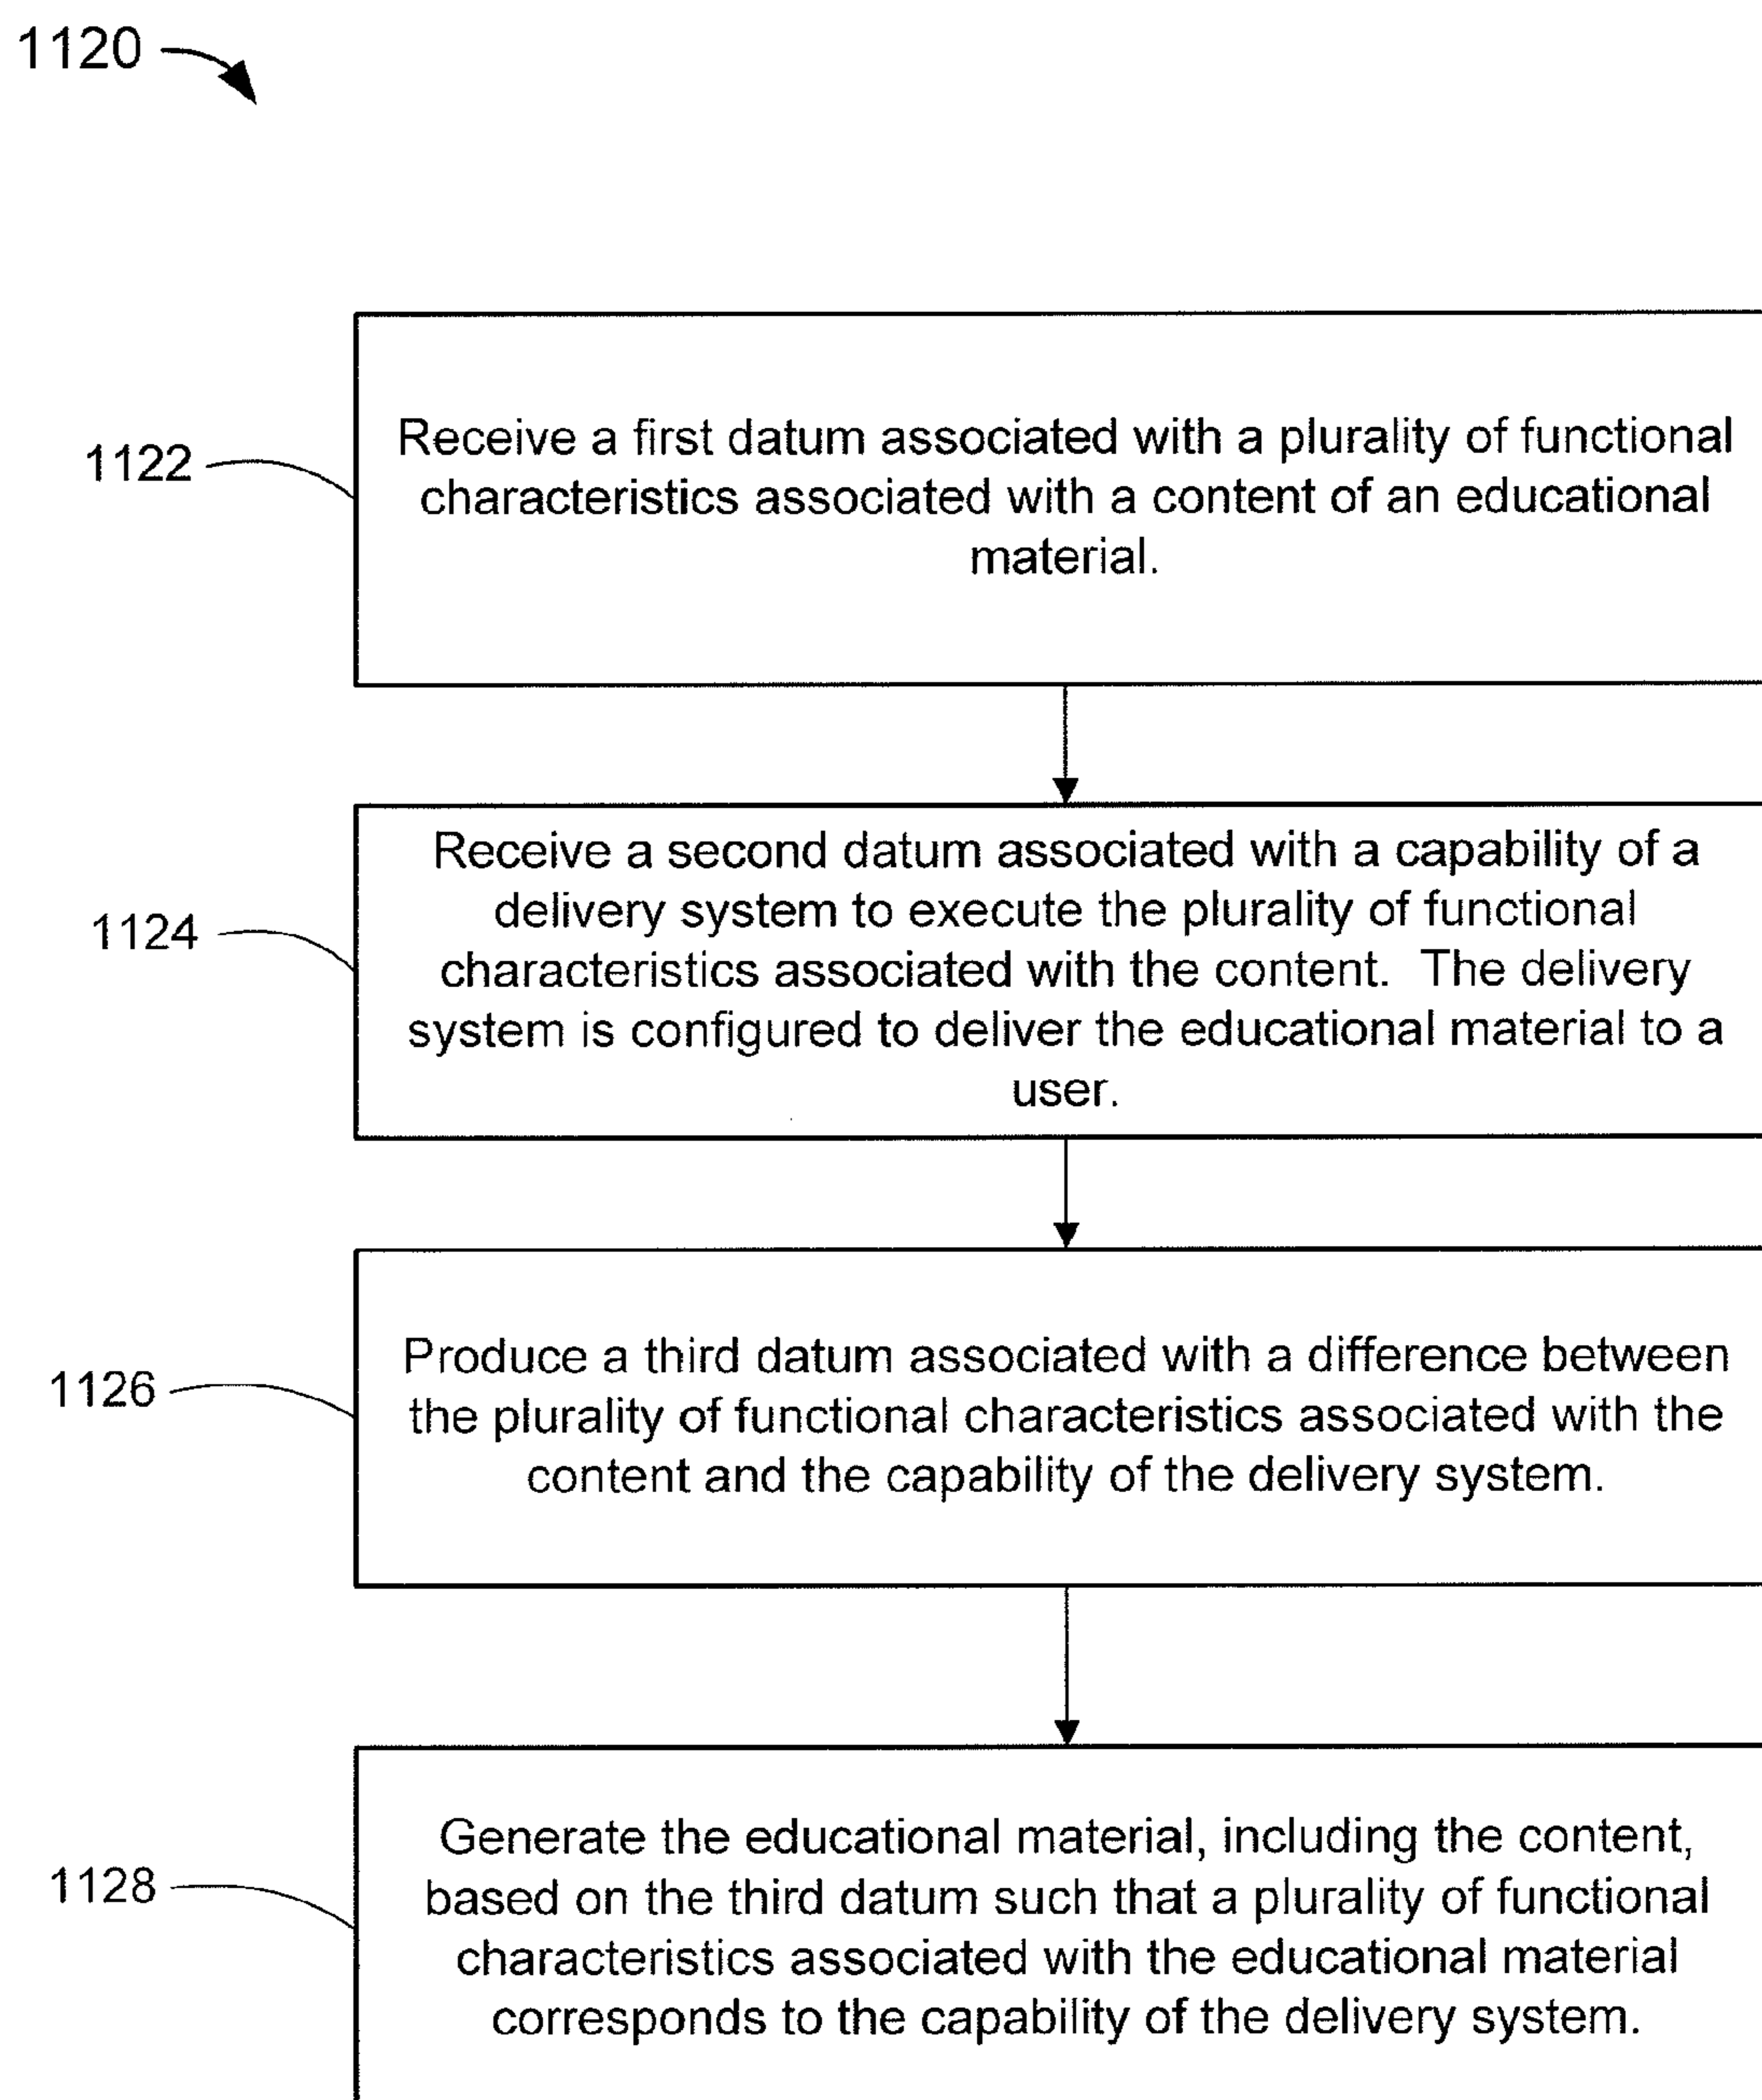 1120
1122
Receive a first datum associated with a plurality of functional
characteristics associated with a content of an educational
material.
1124
Receive a second datum associated with a capability of a
delivery system to execute the plurality of functional
characteristics associated with the content. The delivery
system is configured to deliver the educational material to a
user.
1126
Produce a third datum associated with a difference between
the plurality of functional characteristics associated with the
content and the capability of the delivery system.
1128
Generate the educational material, including the content,
based on the third datum such that a plurality of functional
characteristics associated with the educational material
corresponds to the capability of the delivery system.